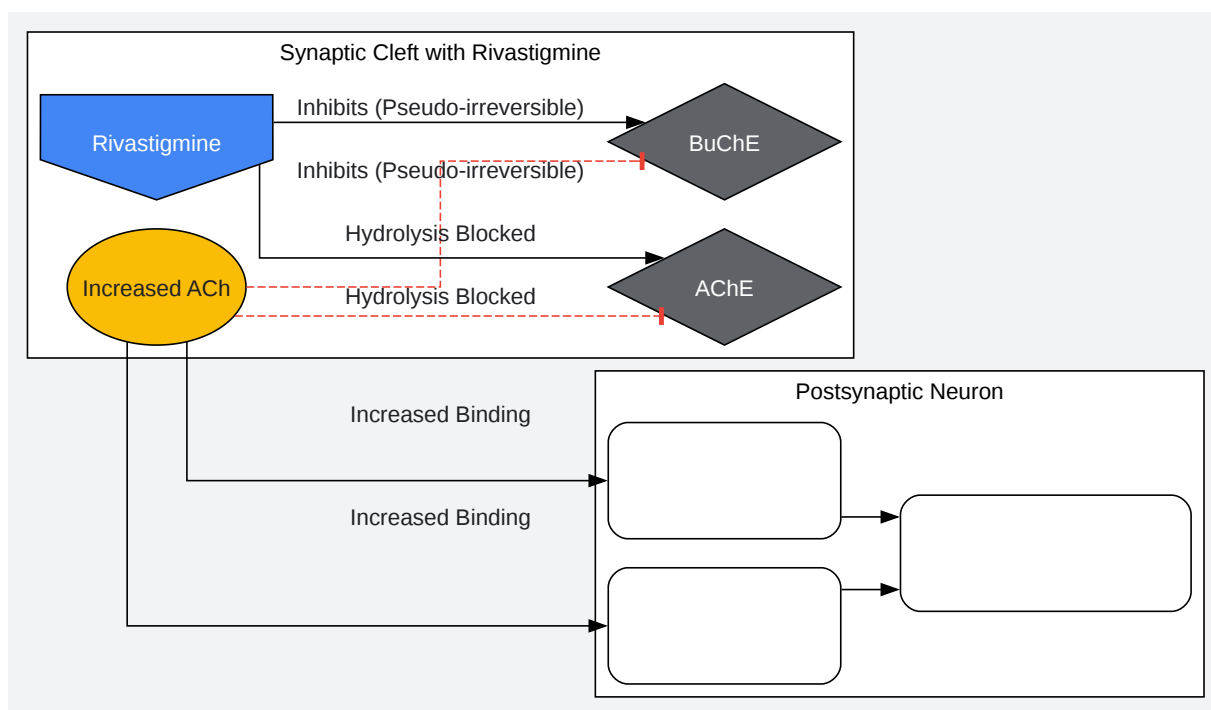 Synaptic Cleft with Rivastigmine
Inhibits (Pseudo-irreversible)
Rivastigmine
BuChE
Inhibits (Pseudo-irreversible)
Hydrolysis Blocked
Increased ACh
AChE
Hydrolysis Blocked
Postsynaptic Neuron
Increased Binding
Increased Binding